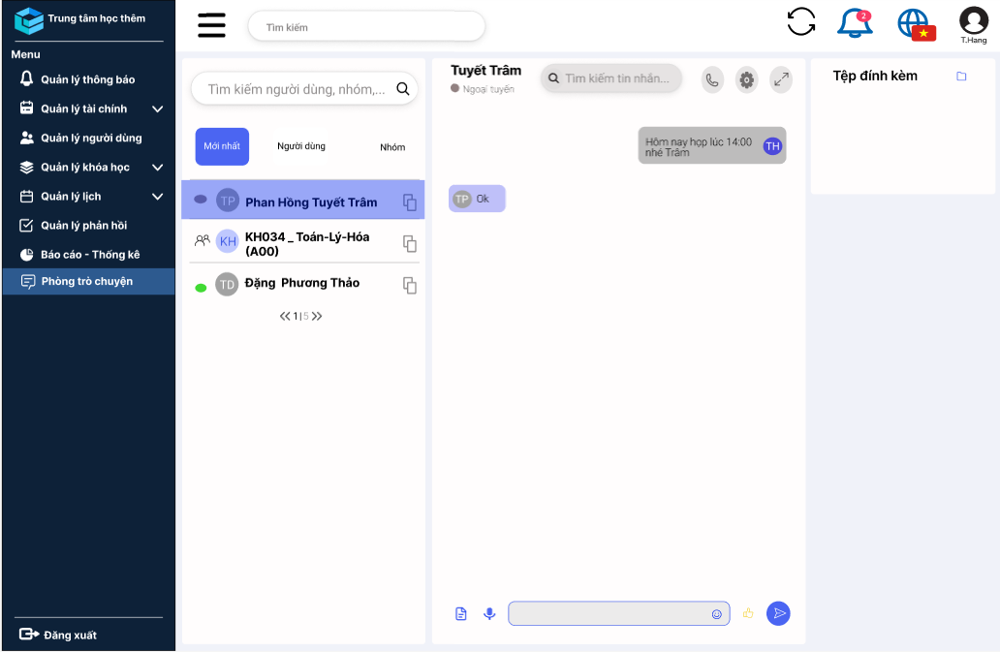 Trung tâm học thêm
Menu
Quản lý thông báo
Quản lý tài chính
Quản lý người dùng
Quản lý khóa học
Quản lý lịch
Quản lý phản hồi
Báo cáo - Thống kê
Phòng trò chuyện
Đăng xuất
Tìm kiếm
2
T.Hang
Tìm kiếm người dùng, nhóm,...
Mới nhất
Người dùng
Nhóm
TP
Phan Hồng Tuyết Trâm
KH
KH034 _ Toán-Lý-Hóa
(A00)
TD
Đặng Phương Thảo
1 | 5
Tuyết Trâm
Ngoại tuyến
Tìm kiếm tin nhắn...
Hôm nay họp lúc 14:00
nhé Trâm
TH
TP
Ok
Tệp đính kèm